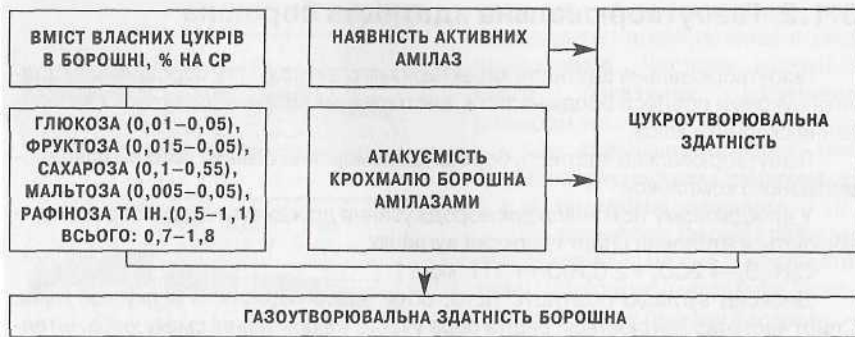 ВМІСТ ВЛАСНИХ ЦУКРІВ
В БОРОШНІ, % НА СР
ГЛЮКОЗА (0,01–0,05),
ФРУКТОЗА (0,015–0,05),
САХАРОЗА (0,1–0,55),
МАЛЬТОЗА (0,005–0,05),
РАФІНОЗА ТА ІН.(0,5–1,1)
ВСЬОГО: 0,7–1,8
НАЯВНІСТЬ АКТИВНИХ
АМІЛАЗ
АТАКУЄМІСТЬ
КРОХМАЛЮ БОРОШНА
АМІЛАЗАМИ
ЦУКРОУТВОРЮВАЛЬНА
ЗДАТНІСТЬ
ГАЗОУТВОРЮВАЛЬНА ЗДАТНІСТЬ БОРОШНА